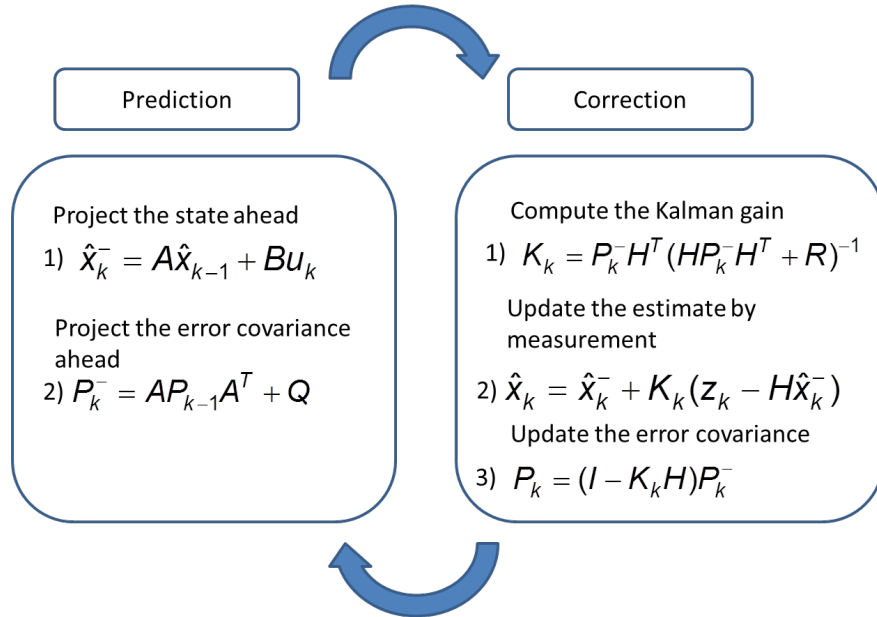 Prediction
Project the state ahead
1) x̂ₖ⁻ = Ax̂ₖ₋₁ + Buₖ
Project the error covariance
ahead
2) Pₖ⁻ = APₖ₋₁Aᵀ + Q
Correction
Compute the Kalman gain
1) Kₖ = Pₖ⁻Hᵀ(HPₖ⁻Hᵀ + R)⁻¹
Update the estimate by
measurement
2) x̂ₖ = x̂ₖ⁻ + Kₖ(zₖ − Hx̂ₖ⁻)
Update the error covariance
3) Pₖ = (I − KₖH)Pₖ⁻